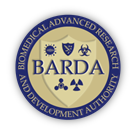 BIOMEDICAL ADVANCED RESEARCH
BARDA
AND DEVELOPMENT AUTHORITY